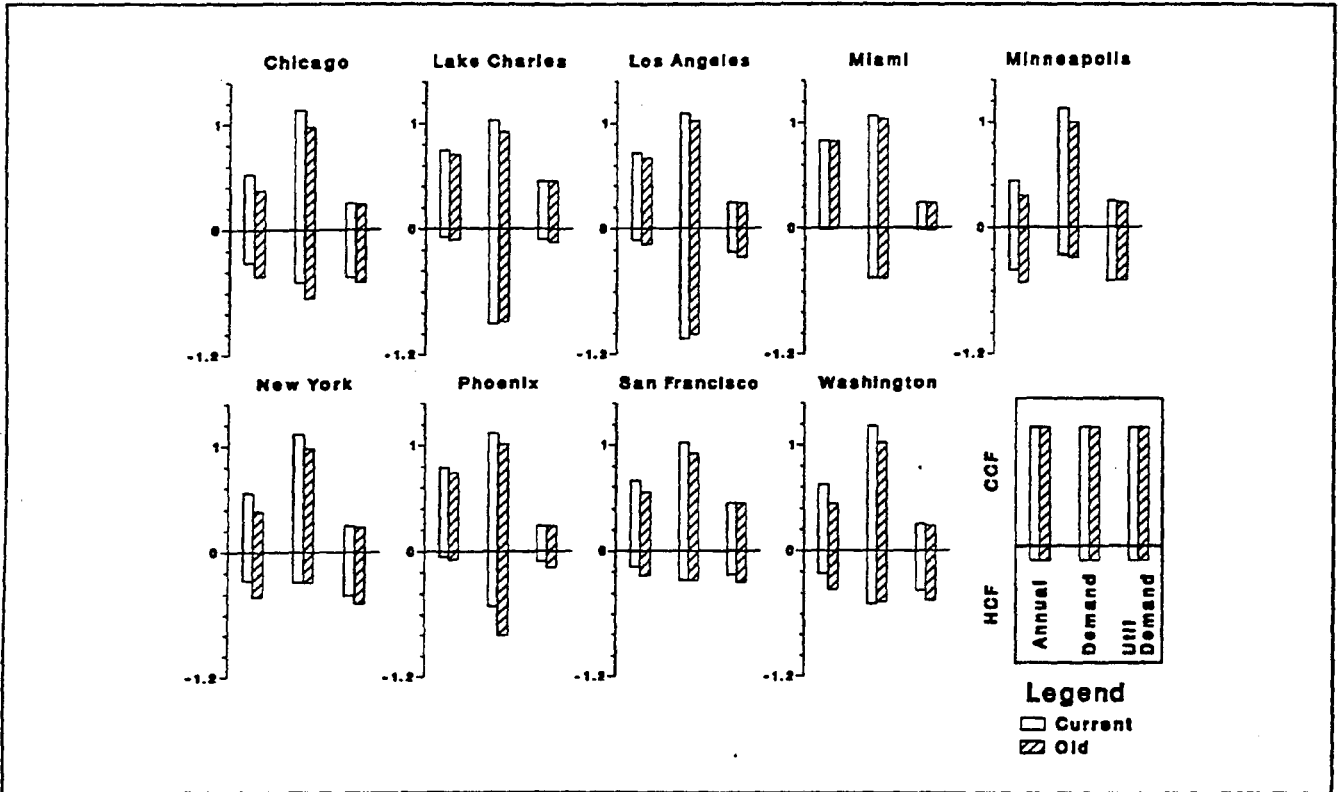 Chicago
Lake Charles
Los Angeles
Miami
Minneapolis
1
0
-1.2
1
0
-1.2
1
0
-1.2
1
0
-1.2
1
0
-1.2
New York
Phoenix
San Francisco
Washington
1
0
-1.2
1
0
-1.2
1
0
-1.2
1
0
-1.2
CCF
HCF
Annual
Demand
Util
Demand
Legend
Current
Old